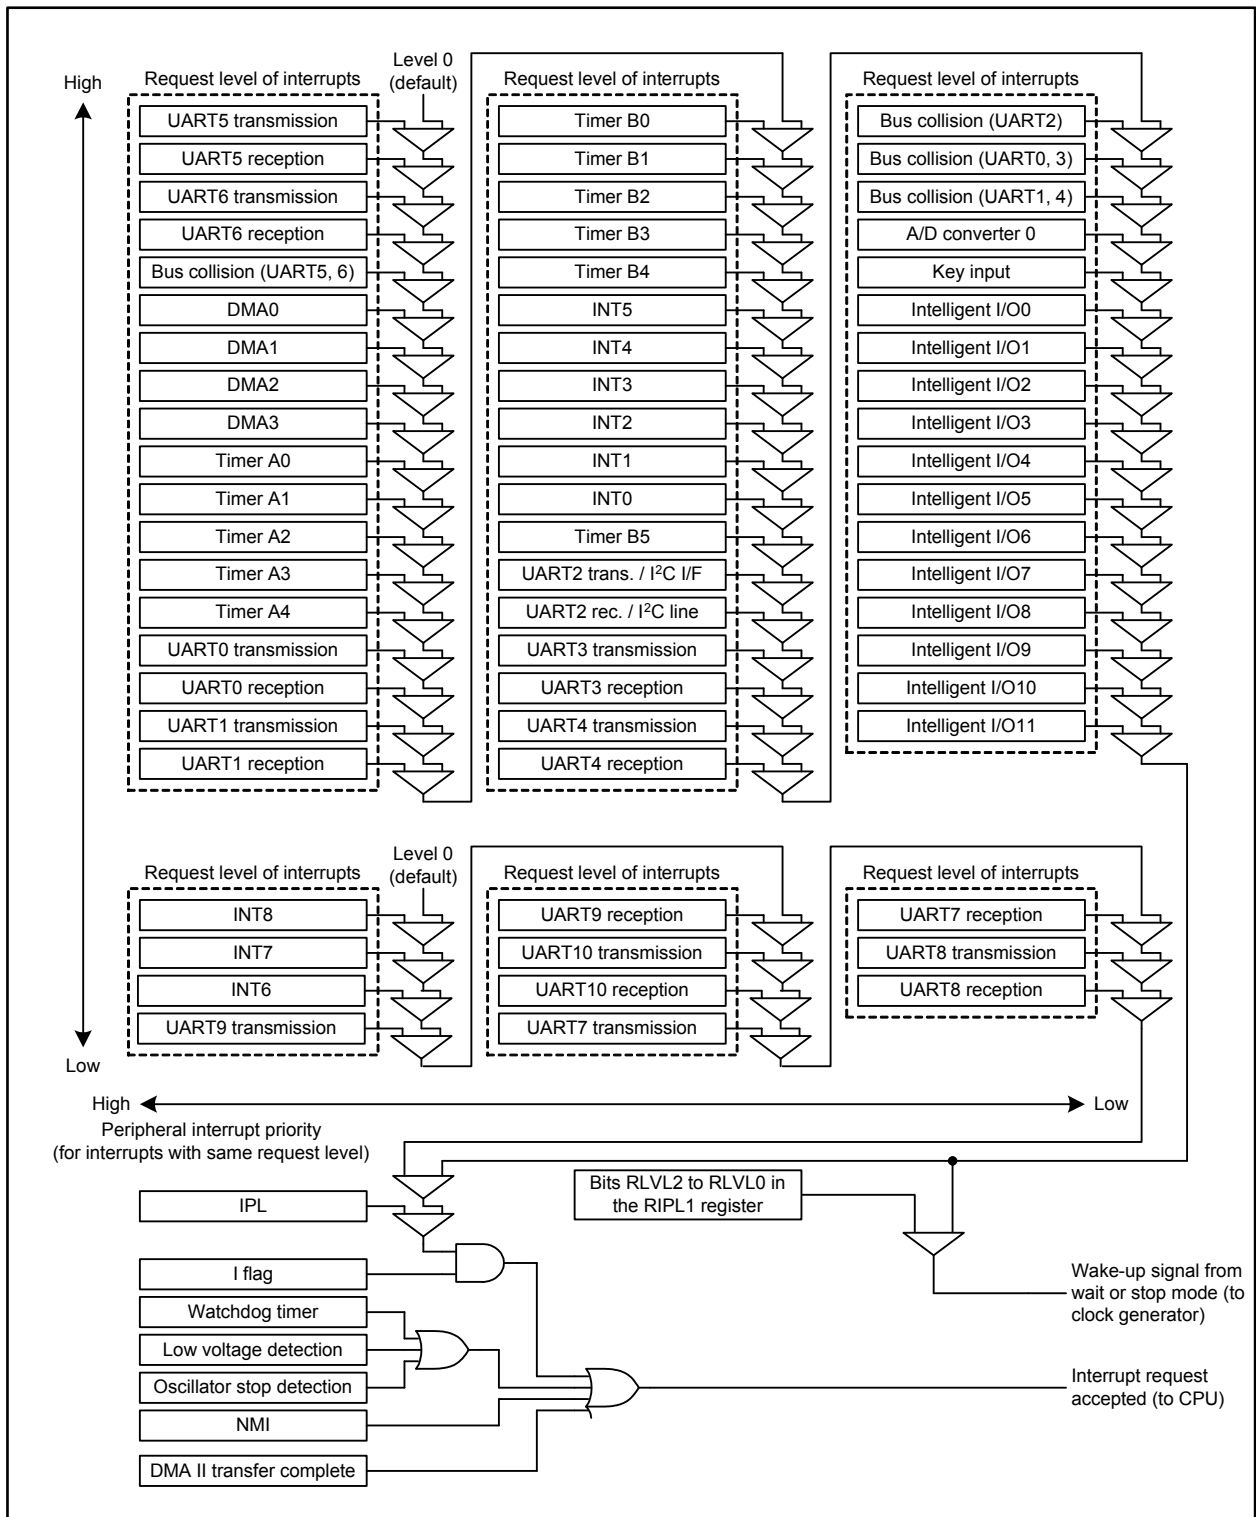 High
Request level of interrupts
UART5 transmission
UART5 reception
UART6 transmission
UART6 reception
Bus collision (UART5, 6)
DMA0
DMA1
DMA2
DMA3
Timer A0
Timer A1
Timer A2
Timer A3
Timer A4
UART0 transmission
UART0 reception
UART1 transmission
UART1 reception
Level 0
(default)
Request level of interrupts
Timer B0
Timer B1
Timer B2
Timer B3
Timer B4
INT5
INT4
INT3
INT2
INT1
INT0
Timer B5
UART2 trans. / I²C I/F
UART2 rec. / I²C line
UART3 transmission
UART3 reception
UART4 transmission
UART4 reception
Request level of interrupts
Bus collision (UART2)
Bus collision (UART0, 3)
Bus collision (UART1, 4)
A/D converter 0
Key input
Intelligent I/O0
Intelligent I/O1
Intelligent I/O2
Intelligent I/O3
Intelligent I/O4
Intelligent I/O5
Intelligent I/O6
Intelligent I/O7
Intelligent I/O8
Intelligent I/O9
Intelligent I/O10
Intelligent I/O11
Request level of interrupts
INT8
INT7
INT6
UART9 transmission
Level 0
(default)
Request level of interrupts
UART9 reception
UART10 transmission
UART10 reception
UART7 transmission
Request level of interrupts
UART7 reception
UART8 transmission
UART8 reception
Low
High
Low
Peripheral interrupt priority
(for interrupts with same request level)
IPL
I flag
Watchdog timer
Low voltage detection
Oscillator stop detection
NMI
DMA II transfer complete
Bits RLVL2 to RLVL0 in
the RIPL1 register
Wake-up signal from
wait or stop mode (to
clock generator)
Interrupt request
accepted (to CPU)